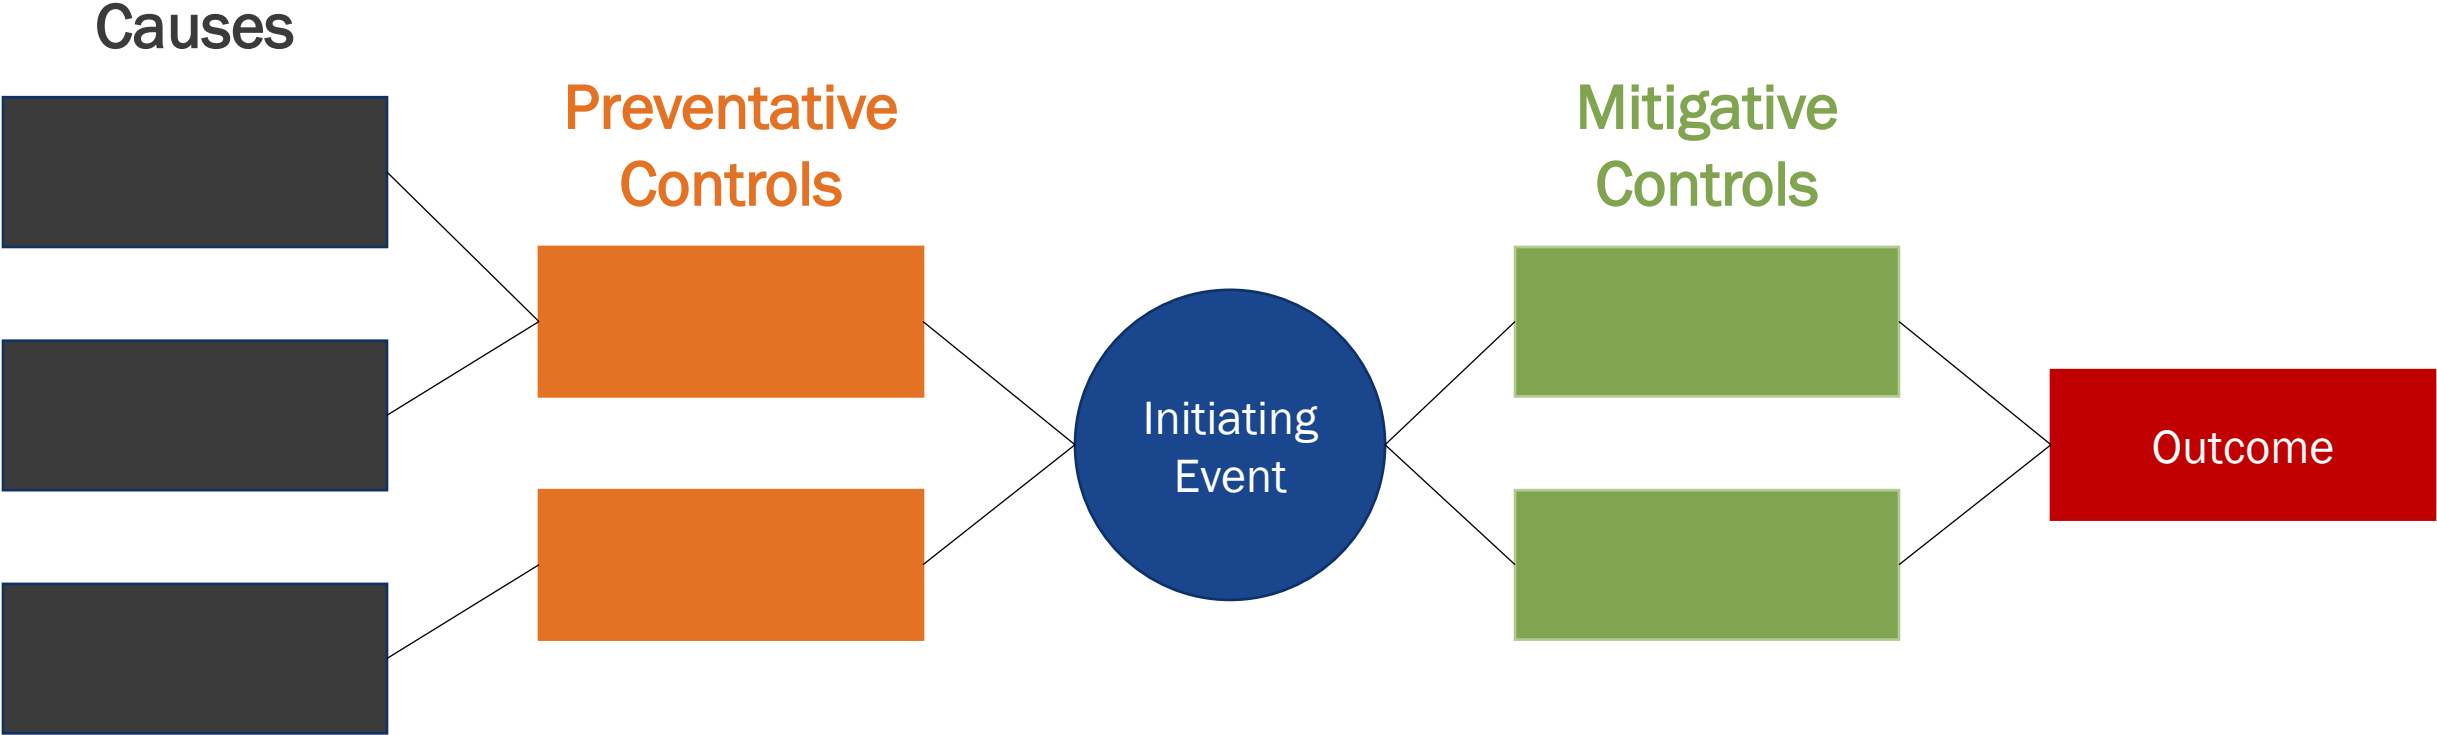 Causes
Preventative
Controls
Mitigative
Controls
Initiating
Event
Outcome